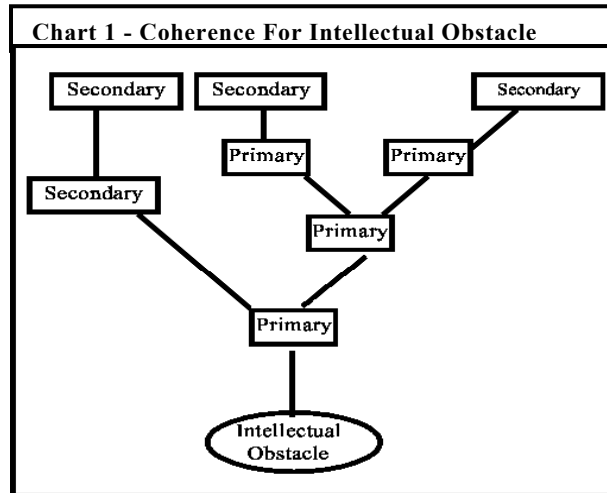 Chart 1 - Coherence For Intellectual Obstacle
Secondary
Secondary
Secondary
Primary
Primary
Secondary
Primary
Primary
Intellectual
Obstacle